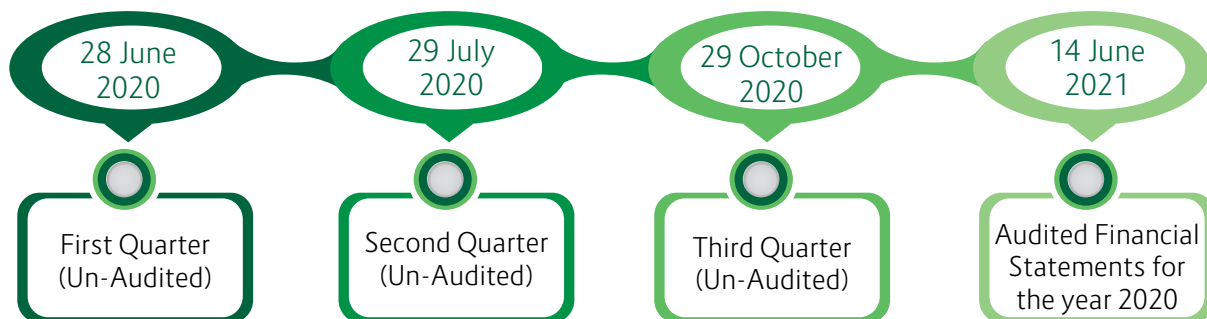 28 June
2020
29 July
2020
29 October
2020
14 June
2021
First Quarter
(Un-Audited)
Second Quarter
(Un-Audited)
Third Quarter
(Un-Audited)
Audited Financial
Statements for
the year 2020